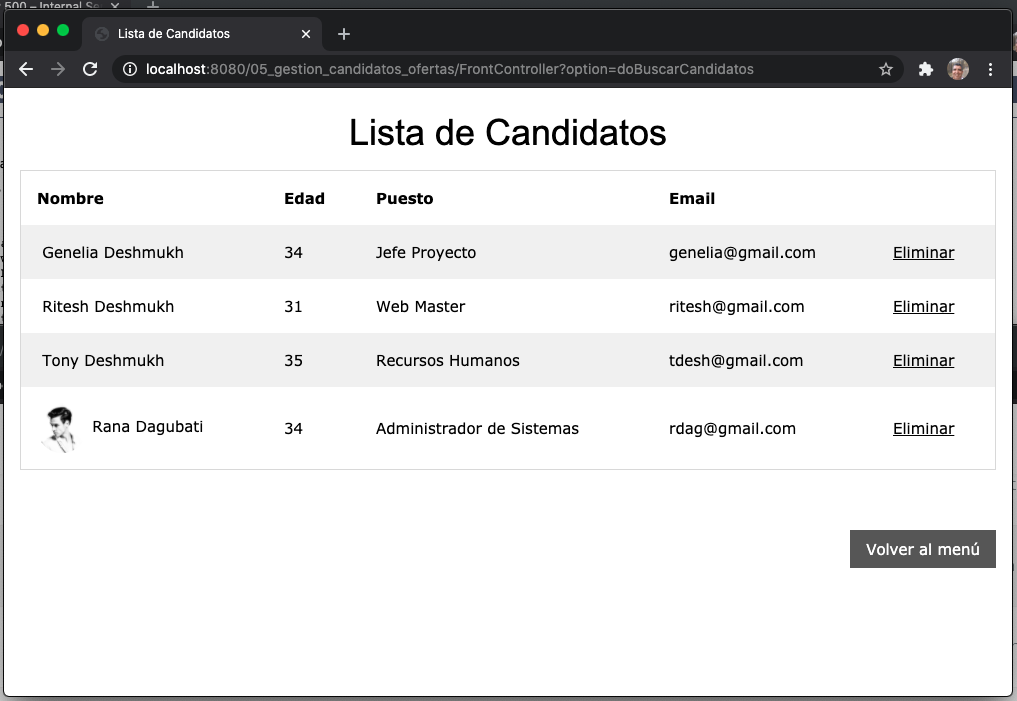 500 – Internal Se
Lista de Candidatos
localhost:8080/05_gestion_candidatos_ofertas/FrontController?option=doBuscarCandidatos
Lista de Candidatos
Nombre Edad Puesto Email
Genelia Deshmukh 34 Jefe Proyecto genelia@gmail.com Eliminar
Ritesh Deshmukh 31 Web Master ritesh@gmail.com Eliminar
Tony Deshmukh 35 Recursos Humanos tdesh@gmail.com Eliminar
Rana Dagubati 34 Administrador de Sistemas rdag@gmail.com Eliminar
Volver al menú